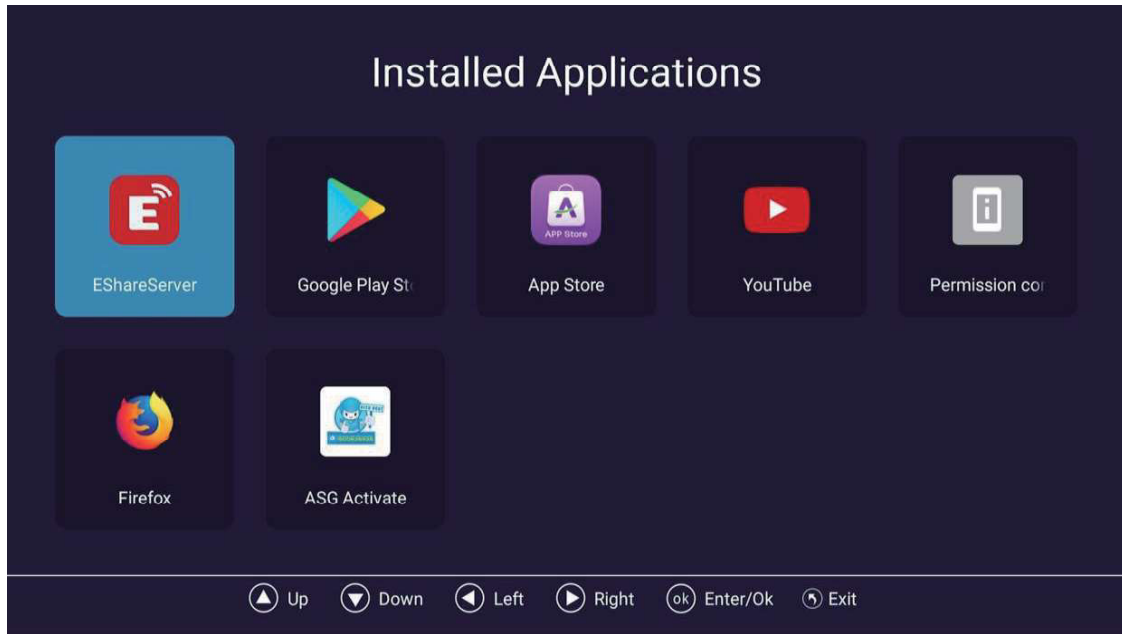 Installed Applications
E
A
APP Store
EShareServer
Google Play St
App Store
YouTube
Permission cor
Firefox
ASG Activate
Up Down Left Right ok Enter/Ok Exit